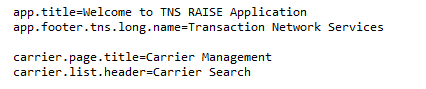 app.title=Welcome to TNS RAISE Application
app.footer.tns.long.name=Transaction Network Services
carrier.page.title=Carrier Management
carrier.list.header=Carrier Search